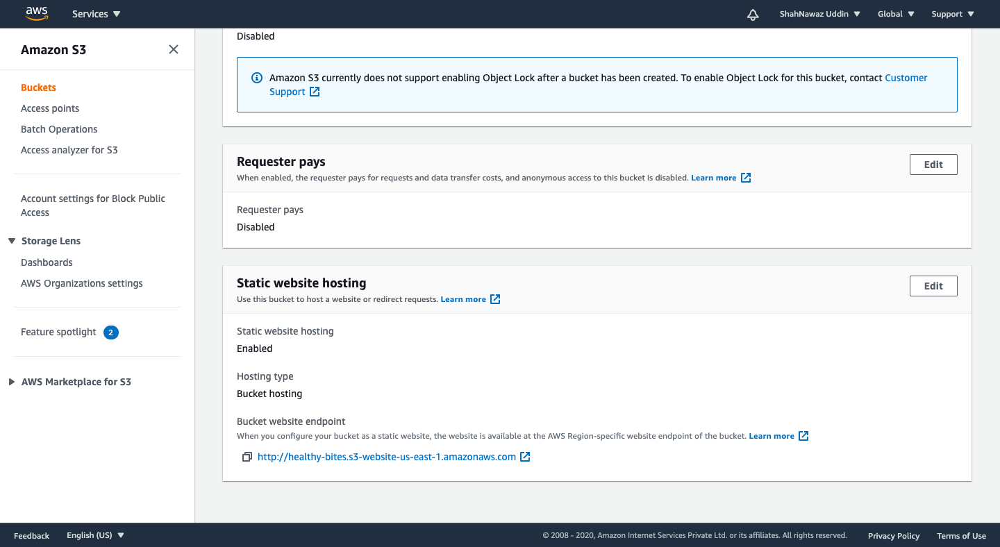 aws
Services
ShahNawaz Uddin
Global
Support
Amazon S3
Buckets
Access points
Batch Operations
Access analyzer for S3
Account settings for Block Public
Access
Storage Lens
Dashboards
AWS Organizations settings
Feature spotlight 2
AWS Marketplace for S3
Disabled
Amazon S3 currently does not support enabling Object Lock after a bucket has been created. To enable Object Lock for this bucket, contact Customer
Support
Requester pays
Edit
When enabled, the requester pays for requests and data transfer costs, and anonymous access to this bucket is disabled. Learn more
Requester pays
Disabled
Static website hosting
Edit
Use this bucket to host a website or redirect requests. Learn more
Static website hosting
Enabled
Hosting type
Bucket hosting
Bucket website endpoint
When you configure your bucket as a static website, the website is available at the AWS Region-specific website endpoint of the bucket. Learn more
http://healthy-bites.s3-website-us-east-1.amazonaws.com
Feedback
English (US)
© 2008 - 2020, Amazon Internet Services Private Ltd. or its affiliates. All rights reserved.
Privacy Policy
Terms of Use